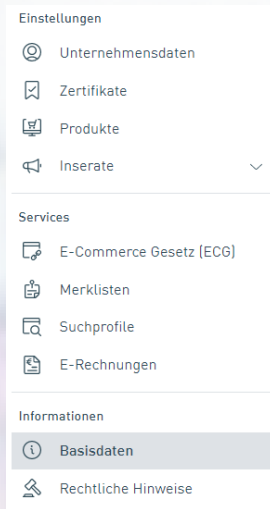 Einstellungen
Unternehmensdaten
Zertifikate
Produkte
Inserate
Services
E-Commerce Gesetz (ECG)
Merklisten
Suchprofile
E-Rechnungen
Informationen
Basisdaten
Rechtliche Hinweise